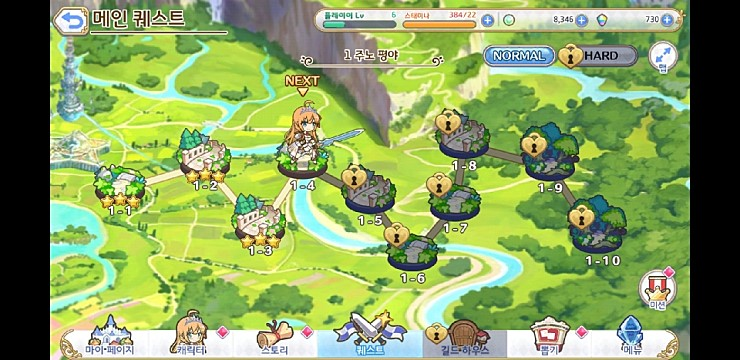 메인 퀘스트
플레이어 Lv 6
스태미나 384/22
8,346
730
1 주노 평야
NORMAL
HARD
맵
NEXT
1-1
1-2
1-3
1-4
1-5
1-6
1-7
1-8
1-9
1-10
미션
마이·페이지
캐릭터
스토리
퀘스트
길드·하우스
뽑기
메뉴